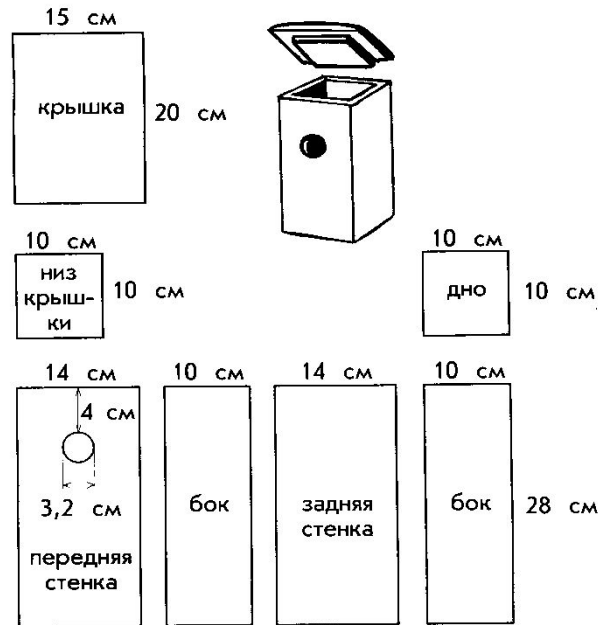 15 см
крышка
20 см
10 см
низ
крыш-
ки
10 см
10 см
дно
10 см
14 см
10 см
14 см
10 см
4 см
3,2 см
передняя
стенка
бок
задняя
стенка
бок
28 см